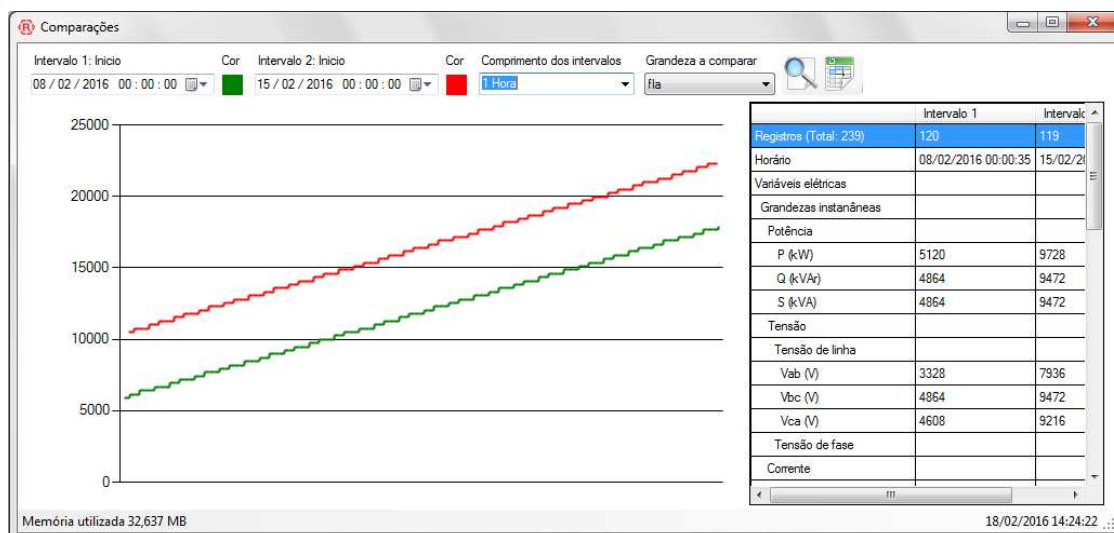 Comparações
Intervalo 1: Inicio Cor Intervalo 2: Inicio Cor Comprimento dos intervalos Grandeza a comparar
08 / 02 / 2016 00 : 00 : 00 15 / 02 / 2016 00 : 00 : 00 1 Hora fla
25000
20000
15000
10000
5000
0
Intervalo 1 Intervalo
Registros (Total: 239) 120 119
Horário 08/02/2016 00:00:35 15/02/20
Variáveis elétricas
Grandezas instanâneas
Potência
P (kW) 5120 9728
Q (kVAr) 4864 9472
S (kVA) 4864 9472
Tensão
Tensão de linha
Vab (V) 3328 7936
Vbc (V) 4864 9472
Vca (V) 4608 9216
Tensão de fase
Corrente
Memória utilizada 32,637 MB 18/02/2016 14:24:22